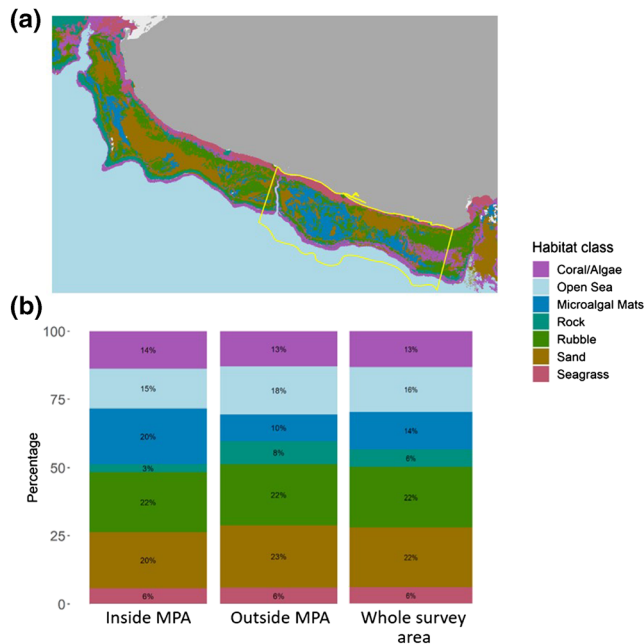 (a)
Habitat class
Coral/Algae
Open Sea
Microalgal Mats
Rock
Rubble
Sand
Seagrass
(b)
Percentage
100
75
50
25
0
14%
15%
20%
3%
22%
20%
6%
13%
18%
10%
8%
22%
23%
6%
13%
16%
14%
6%
22%
22%
6%
Inside MPA
Outside MPA
Whole survey
area